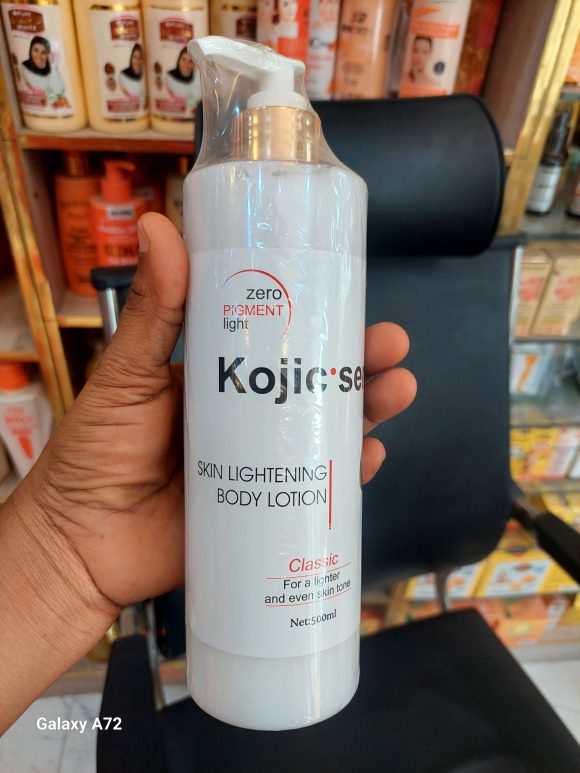 zero
PIGMENT
light
Kojic·se
SKIN LIGHTENING
BODY LOTION
Classic
For a lighter
and even skin tone
Net:500ml
Galaxy A72